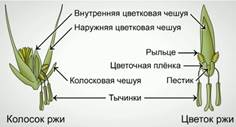 Внутренняя цветковая чешуя
Наружная цветковая чешуя
Рыльце
Цветочная плёнка
Пестик
Колосковая чешуя
Тычинки
Колосок ржи
Цветок ржи